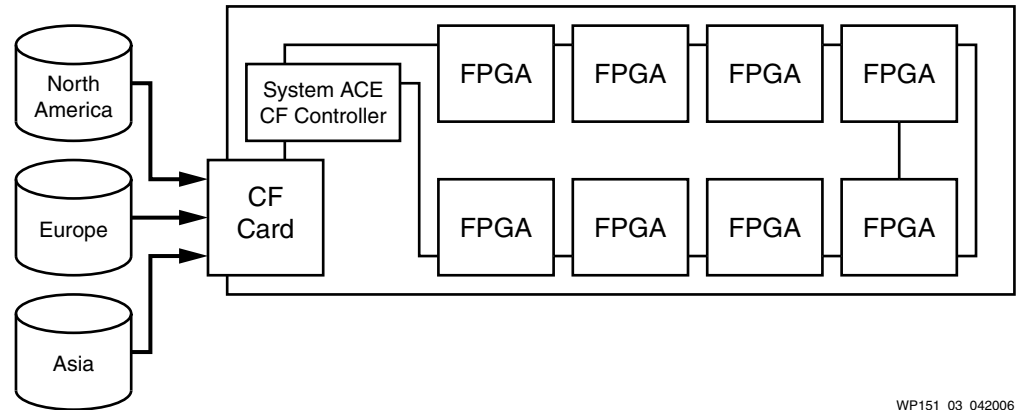 North
America
Europe
Asia
CF
Card
System ACE
CF Controller
FPGA
FPGA
FPGA
FPGA
FPGA
FPGA
FPGA
FPGA
WP151_03_042006